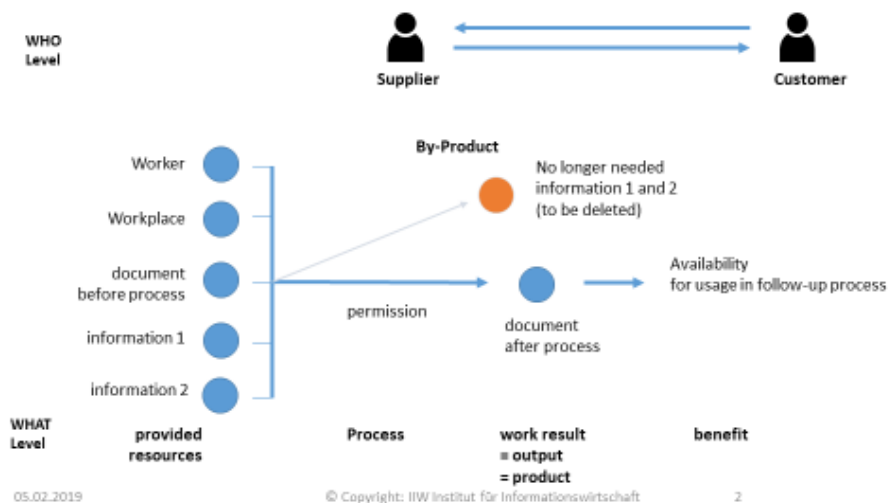 WHO
Level
Supplier
Customer
By-Product
Worker
No longer needed
information 1 and 2
(to be deleted)
Workplace
document
before process
Availability
for usage in follow-up process
permission
document
after process
information 1
information 2
WHAT
Level
provided
resources
Process
work result
= output
= product
benefit
05.02.2019
© Copyright: IIW Institut für Informationswirtschaft
2